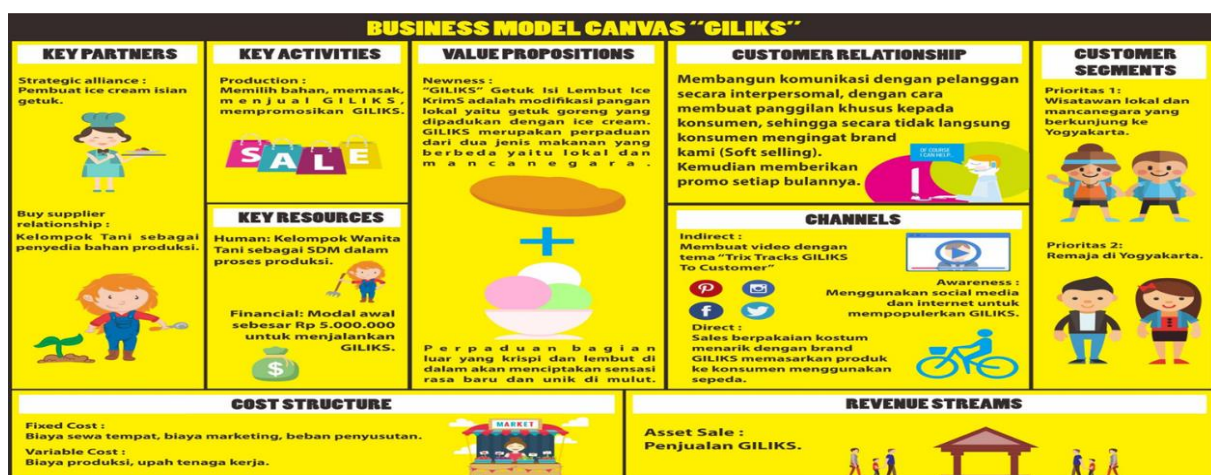 BUSINESS MODEL CANVAS "GILIKS"
KEY PARTNERS
Strategic alliance :
Pembuat ice cream isian
getuk.
Buy supplier
relationship :
Kelompok Tani sebagai
penyedia bahan produksi.
KEY ACTIVITIES
Production :
Memilih bahan, memasak,
menjual GILIKS,
mempromosikan GILIKS.
SALE
KEY RESOURCES
Human: Kelompok Wanita
Tani sebagai SDM dalam
proses produksi.
Financial: Modal awal
sebesar Rp 5.000.000
untuk menjalankan
GILIKS.
$
VALUE PROPOSITIONS
Newness :
"GILIKS" Getuk Isi Lembut Ice
KrimS adalah modifikasi pangan
lokal yaitu getuk goreng yang
dipadukan dengan ice cream.
GILIKS merupakan perpaduan
dari dua jenis makanan yang
berbeda yaitu lokal dan
mancanegara.
+
Perpaduan bagian
luar yang krispi dan lembut di
dalam akan menciptakan sensasi
rasa baru dan unik di mulut.
CUSTOMER RELATIONSHIP
Membangun komunikasi dengan pelanggan
secara interpersomal, dengan cara
membuat panggilan khusus kepada
konsumen, sehingga secara tidak langsung
konsumen mengingat brand
kami (Soft selling).
Kemudian memberikan
promo setiap bulannya.
OF COURSE
I CAN HELP.
CHANNELS
Indirect :
Membuat video dengan
tema "Trix Tracks GILIKS
To Customer"
Awareness :
Menggunakan social media
dan internet untuk
mempopulerkan GILIKS.
Direct :
Sales berpakaian kostum
menarik dengan brand
GILIKS memasarkan produk
ke konsumen menggunakan
sepeda.
CUSTOMER
SEGMENTS
Prioritas 1:
Wisatawan lokal dan
mancanegara yang
berkunjung ke
Yogyakarta.
Prioritas 2:
Remaja di Yogyakarta.
COST STRUCTURE
Fixed Cost :
Biaya sewa tempat, biaya marketing, beban penyusutan.
Variable Cost :
Biaya produksi, upah tenaga kerja.
MARKET
REVENUE STREAMS
Asset Sale :
Penjualan GILIKS.